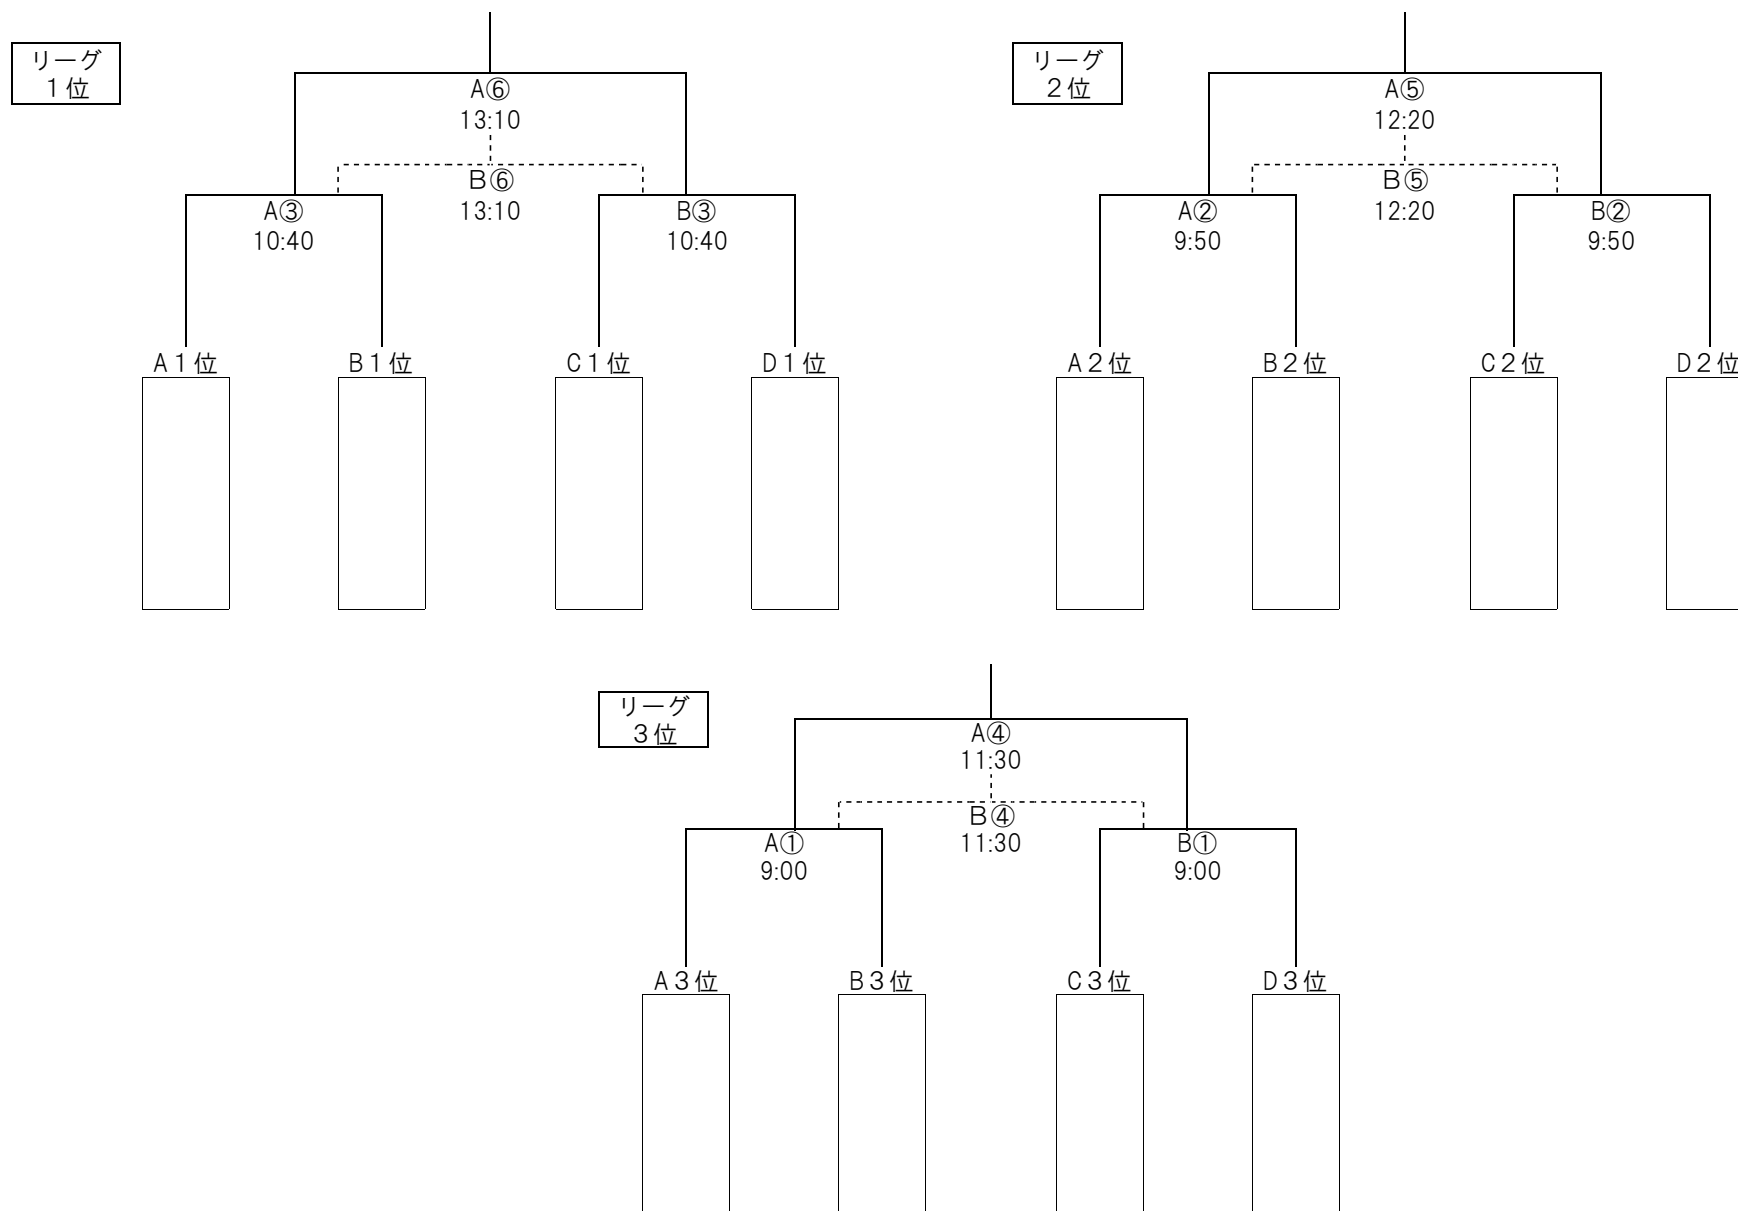 リーグ
１位
A⑥
13:10
B⑥
13:10
A③
10:40
B③
10:40
A１位
B１位
C１位
D１位
リーグ
２位
A⑤
12:20
B⑤
12:20
A②
9:50
B②
9:50
A２位
B２位
C２位
D２位
リーグ
３位
A④
11:30
B④
11:30
A①
9:00
B①
9:00
A３位
B３位
C３位
D３位